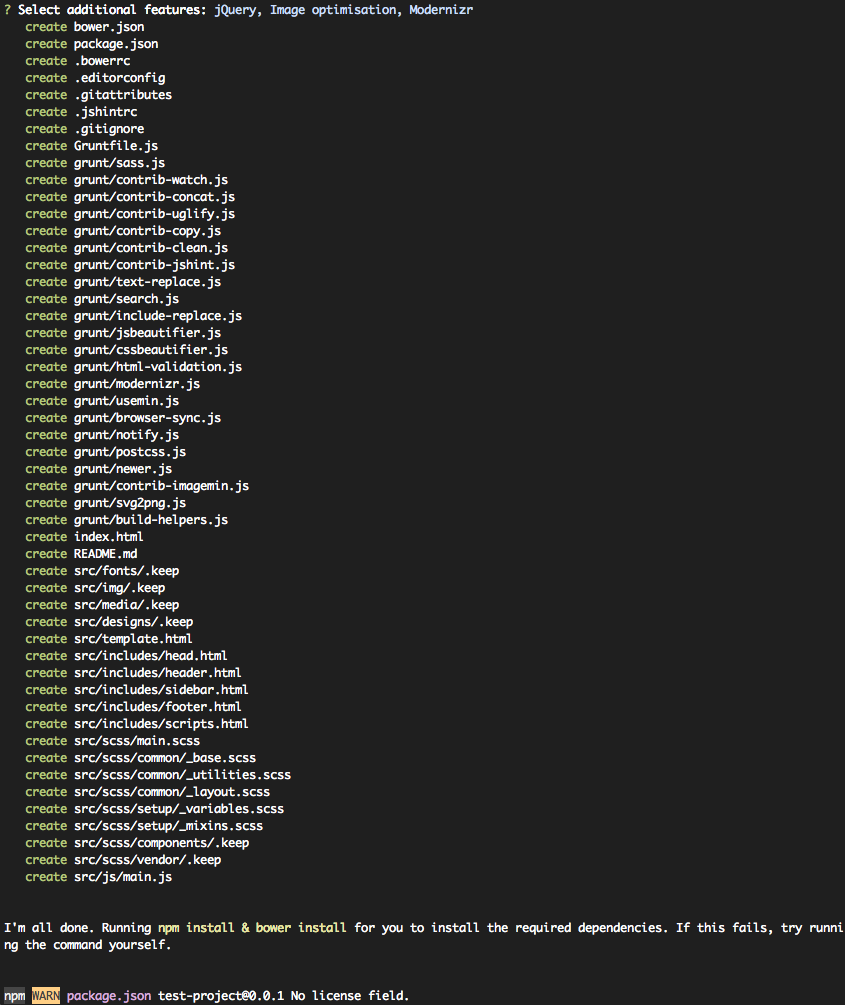 ? Select additional features: jQuery, Image optimisation, Modernizr
create bower.json
create package.json
create .bowerrc
create .editorconfig
create .gitattributes
create .jshintrc
create .gitignore
create Gruntfile.js
create grunt/sass.js
create grunt/contrib-watch.js
create grunt/contrib-concat.js
create grunt/contrib-uglify.js
create grunt/contrib-copy.js
create grunt/contrib-clean.js
create grunt/contrib-jshint.js
create grunt/text-replace.js
create grunt/search.js
create grunt/include-replace.js
create grunt/jsbeautifier.js
create grunt/cssbeautifier.js
create grunt/html-validation.js
create grunt/modernizr.js
create grunt/usemin.js
create grunt/browser-sync.js
create grunt/notify.js
create grunt/postcss.js
create grunt/newer.js
create grunt/contrib-imagemin.js
create grunt/svg2png.js
create grunt/build-helpers.js
create index.html
create README.md
create src/fonts/.keep
create src/img/.keep
create src/media/.keep
create src/designs/.keep
create src/template.html
create src/includes/head.html
create src/includes/header.html
create src/includes/sidebar.html
create src/includes/footer.html
create src/includes/scripts.html
create src/scss/main.scss
create src/scss/common/_base.scss
create src/scss/common/_utilities.scss
create src/scss/common/_layout.scss
create src/scss/setup/_variables.scss
create src/scss/setup/_mixins.scss
create src/scss/components/.keep
create src/scss/vendor/.keep
create src/js/main.js
I'm all done. Running npm install & bower install for you to install the required dependencies. If this fails, try runni
ng the command yourself.
npm WARN package.json test-project@0.0.1 No license field.